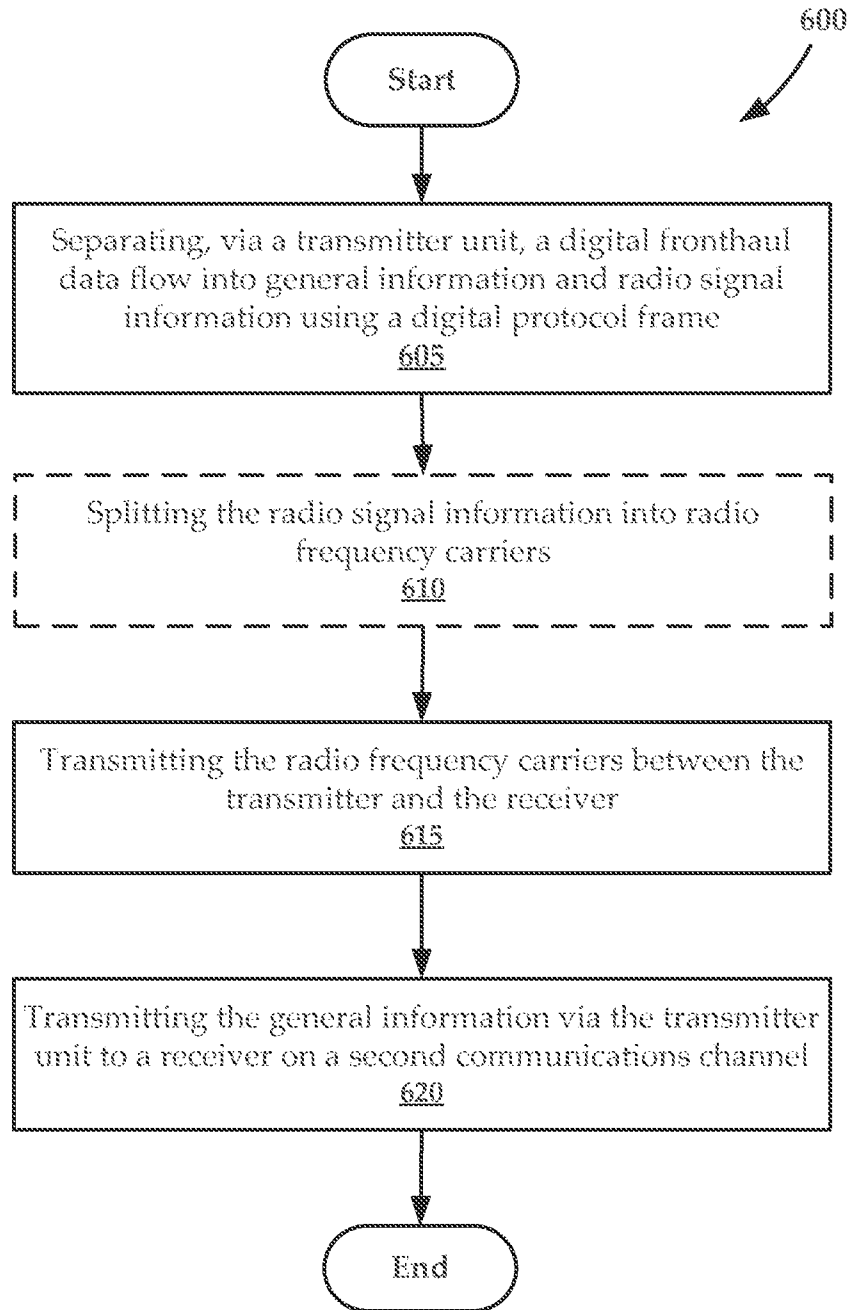 600
Start
Separating, via a transmitter unit, a digital fronthaul
data flow into general information and radio signal
information using a digital protocol frame
605
Splitting the radio signal information into radio
frequency carriers
610
Transmitting the radio frequency carriers between the
transmitter and the receiver
615
Transmitting the general information via the transmitter
unit to a receiver on a second communications channel
620
End